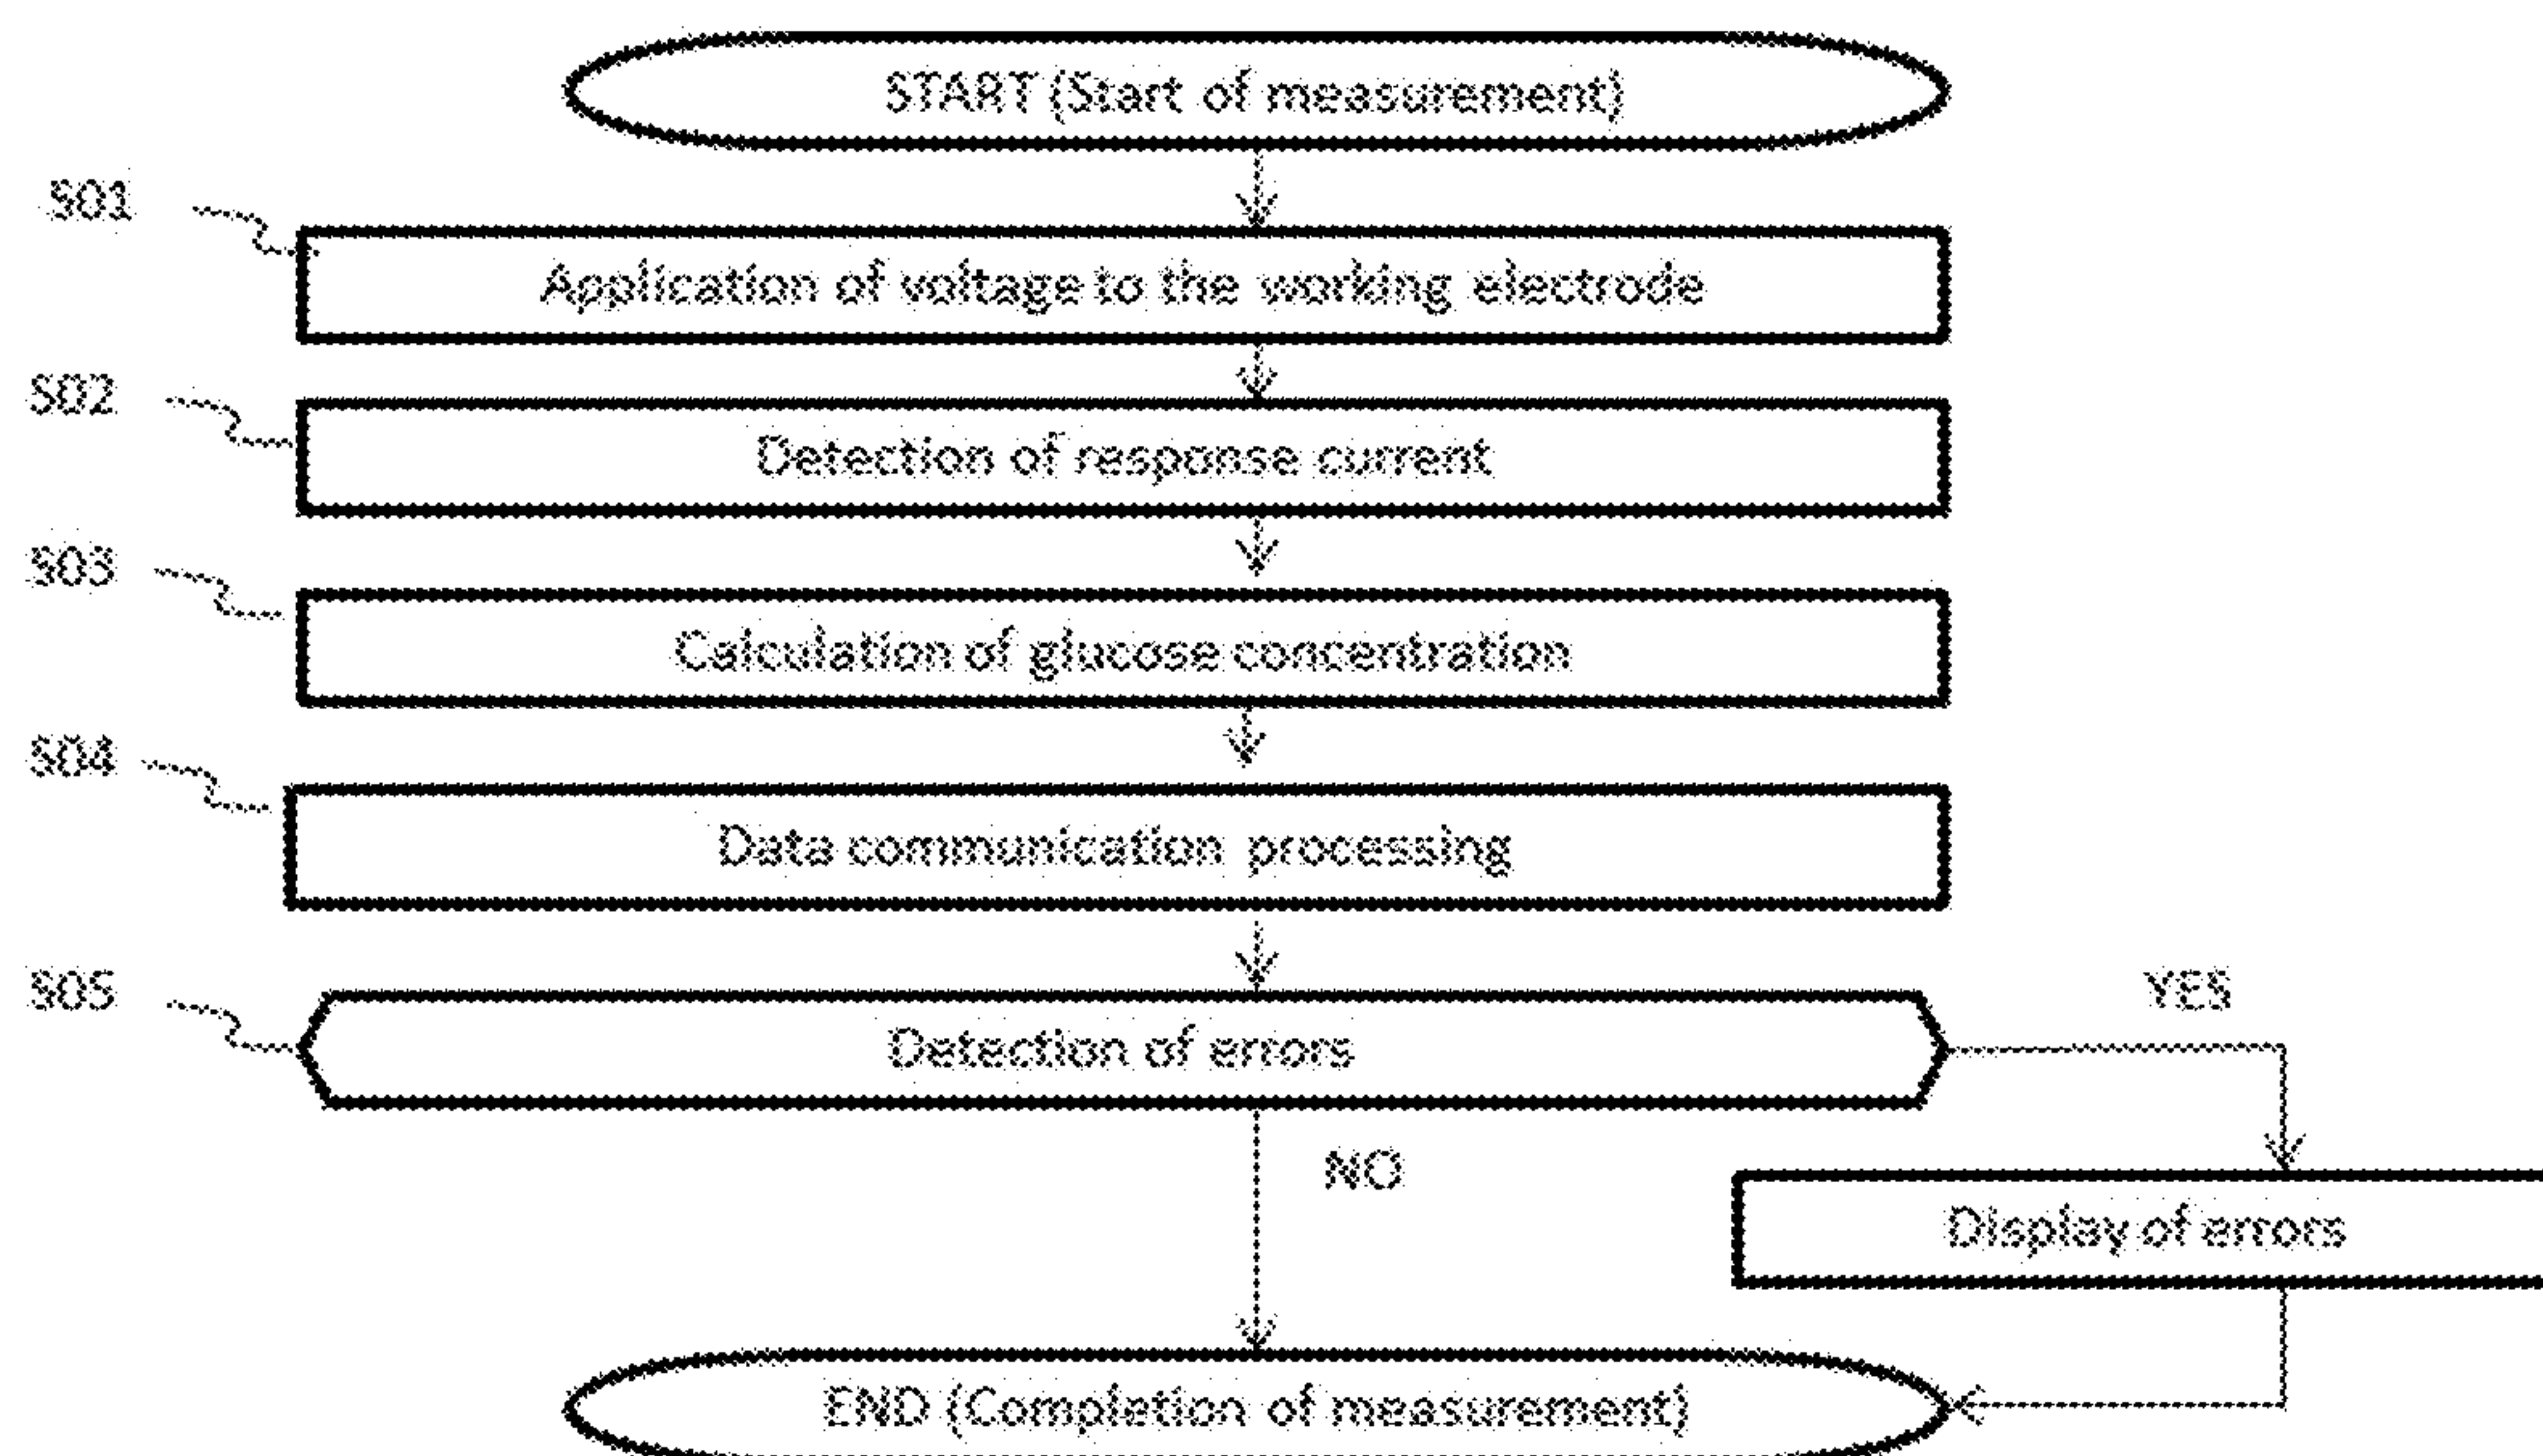 START (Start of measurement)
S01
Application of voltage to the working electrode
S02
Detection of response current
S03
Calculation of glucose concentration
S04
Data communication processing
S05
Detection of errors
YES
NO
Display of errors
END (Completion of measurement)